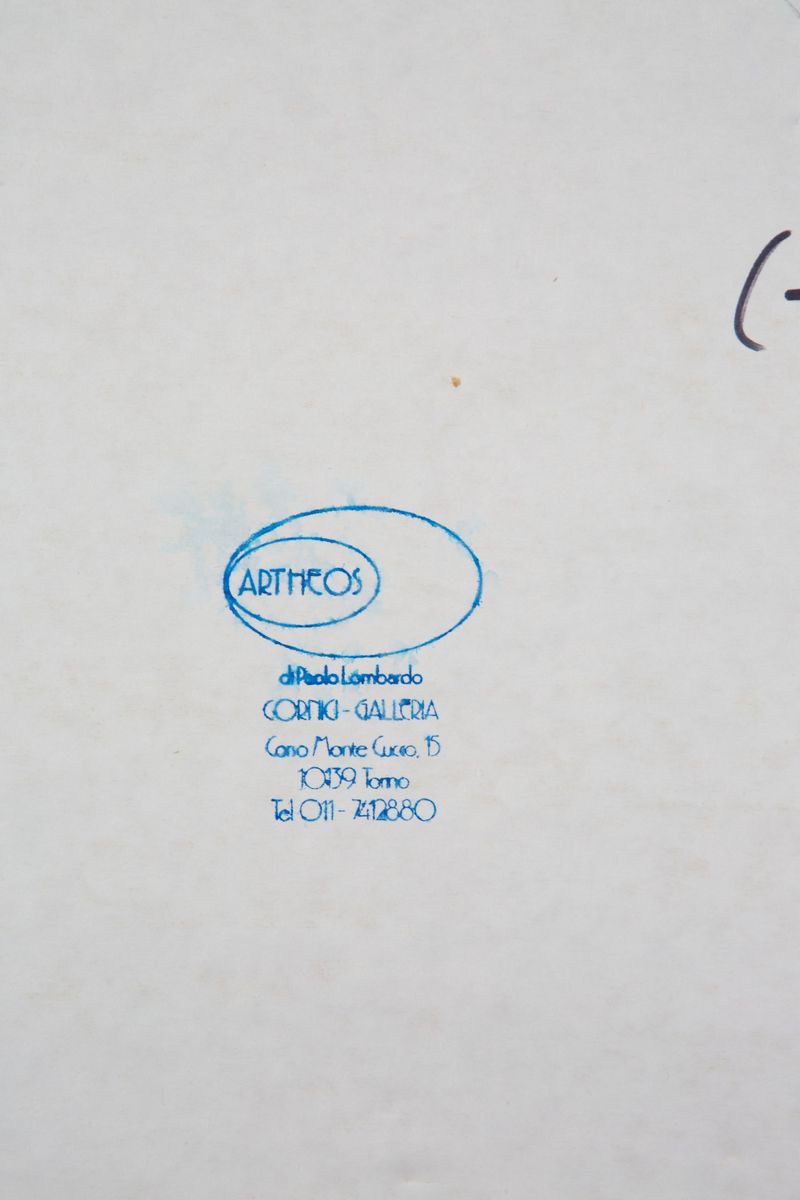 ARTHEOS
di Paolo Lombardo
CORNICI - GALLERIA
Corso Monte Cucco, 15
10139 Torino
Tel 011 - 7412880